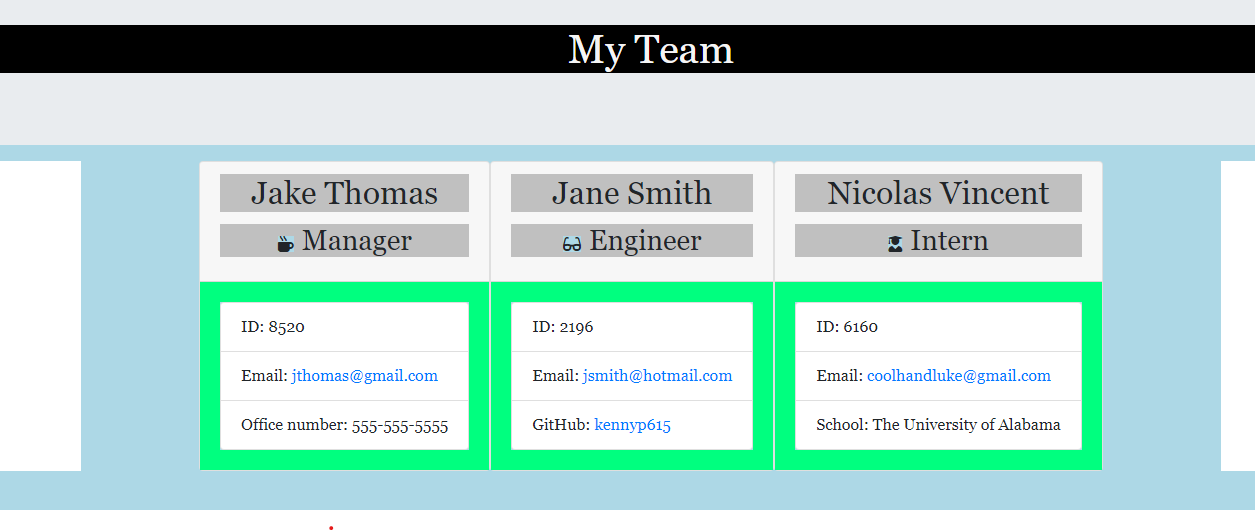 My Team
Jake Thomas
Manager
ID: 8520
Email: jthomas@gmail.com
Office number: 555-555-5555
Jane Smith
Engineer
ID: 2196
Email: jsmith@hotmail.com
GitHub: kennyp615
Nicolas Vincent
Intern
ID: 6160
Email: coolhandluke@gmail.com
School: The University of Alabama